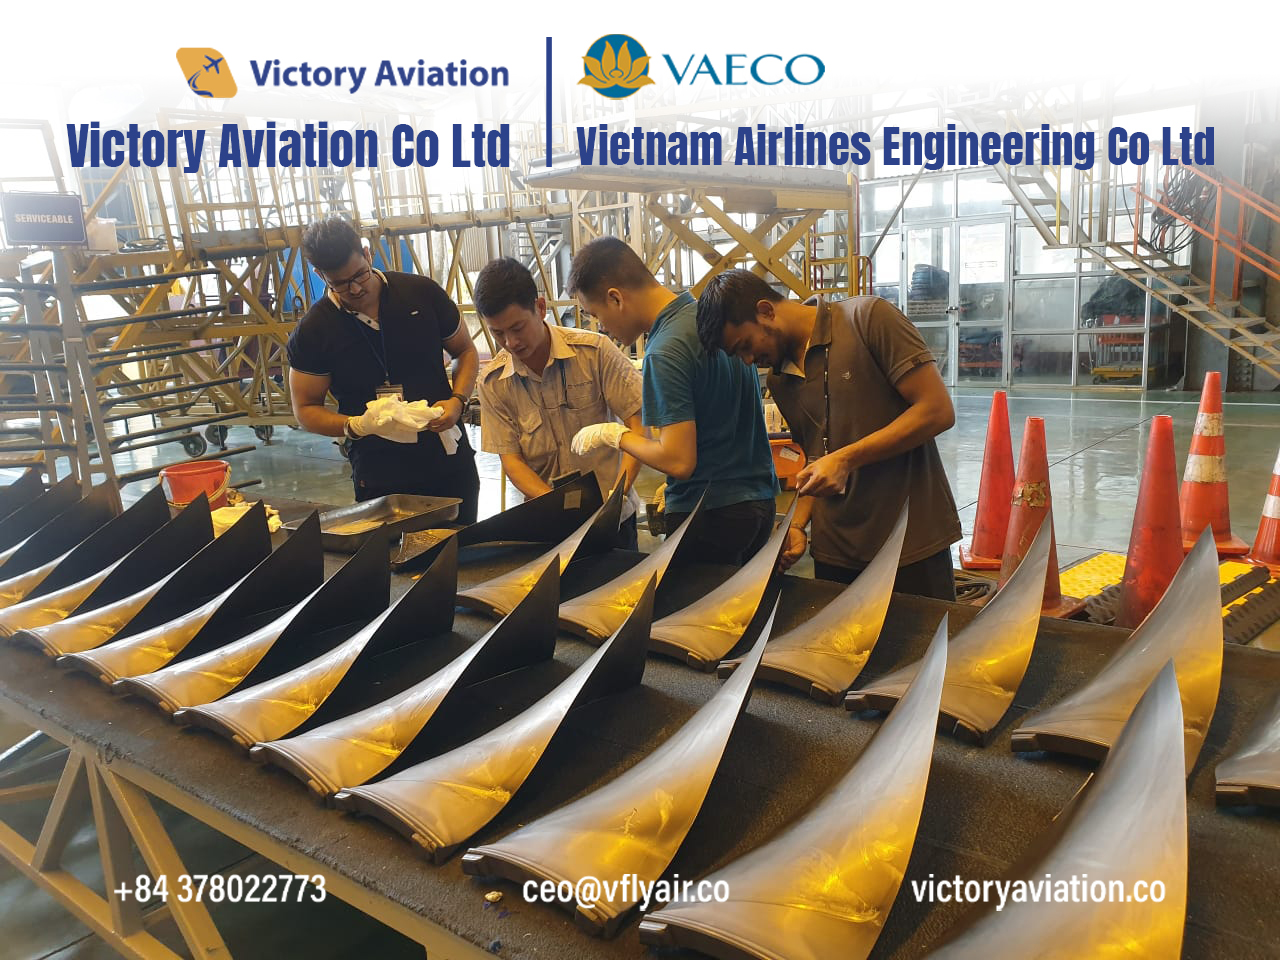 Victory Aviation
VAECO
Victory Aviation Co Ltd
Vietnam Airlines Engineering Co Ltd
SERVICEABLE
+84 378022773
ceo@vflyair.co
victoryaviation.co